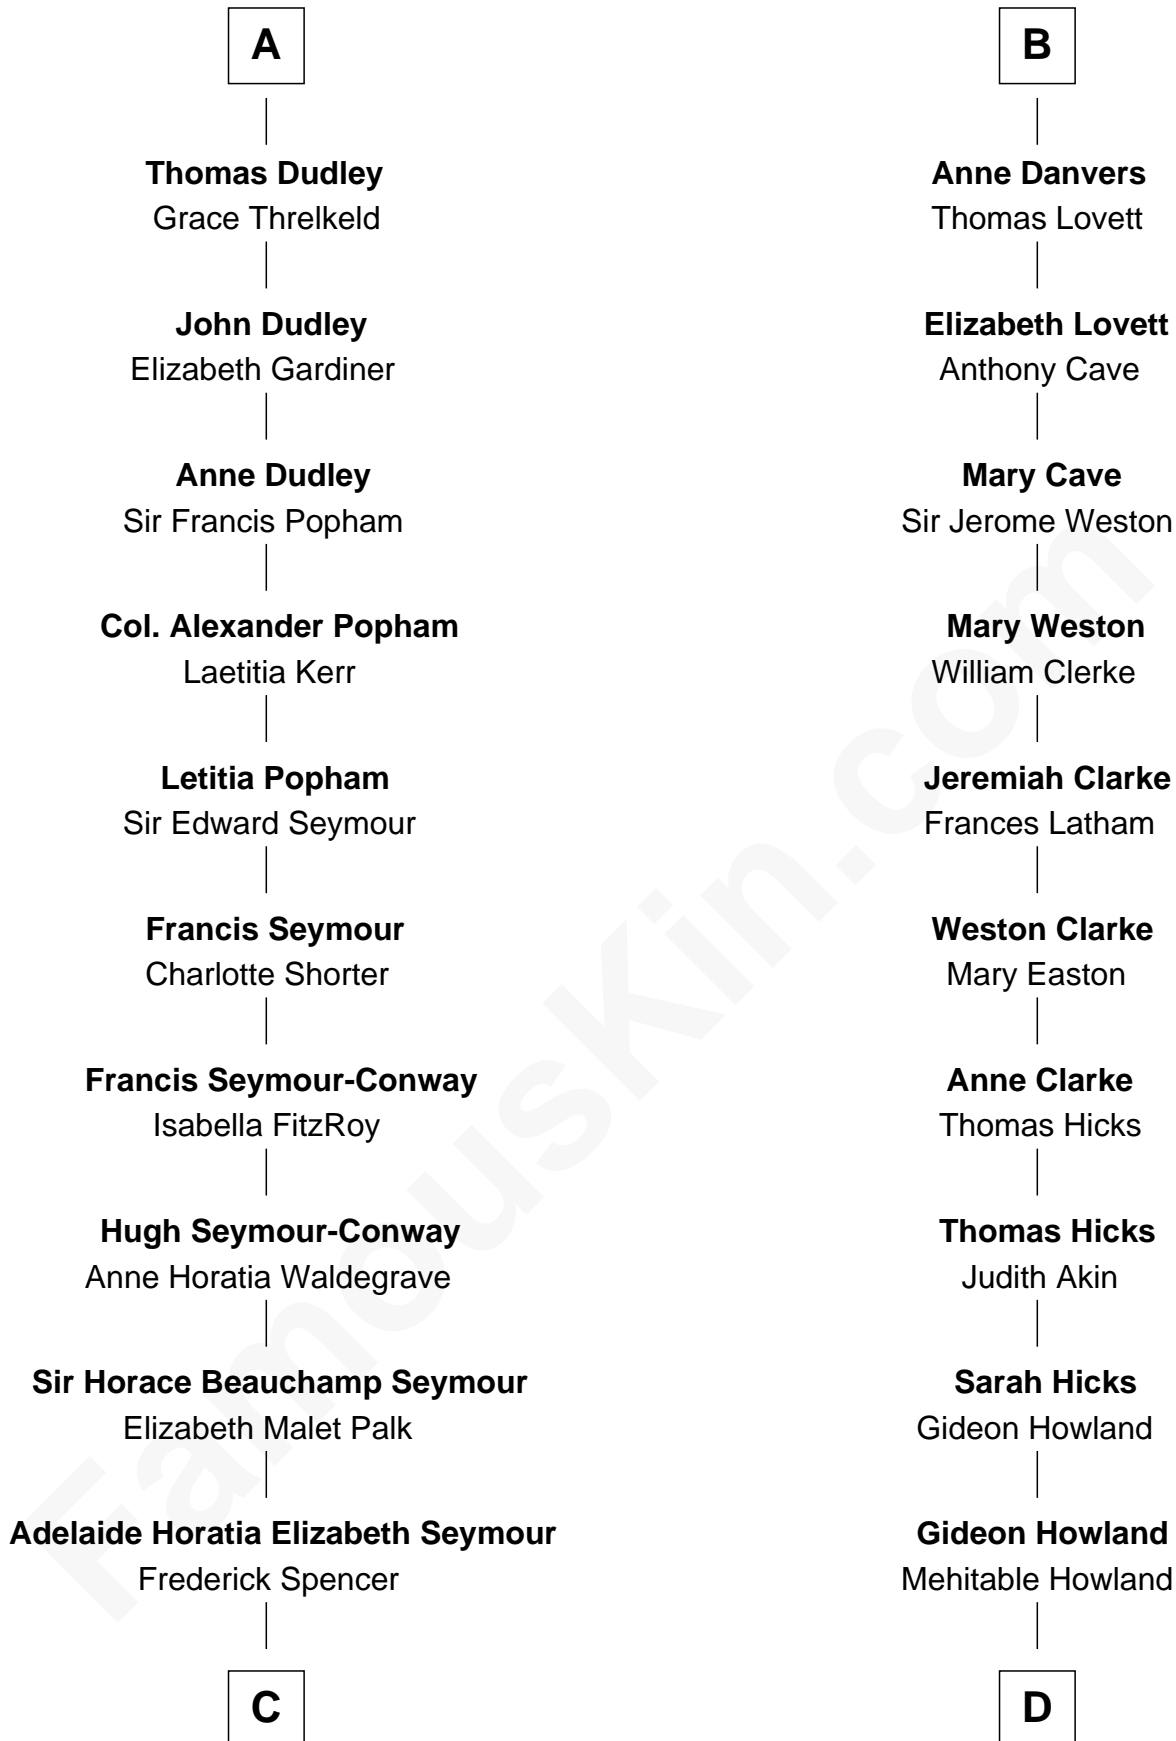 A
Thomas Dudley
Grace Threlkeld
John Dudley
Elizabeth Gardiner
Anne Dudley
Sir Francis Popham
Col. Alexander Popham
Laetitia Kerr
Letitia Popham
Sir Edward Seymour
Francis Seymour
Charlotte Shorter
Francis Seymour-Conway
Isabella FitzRoy
Hugh Seymour-Conway
Anne Horatia Waldegrave
Sir Horace Beauchamp Seymour
Elizabeth Malet Palk
Adelaide Horatia Elizabeth Seymour
Frederick Spencer
C
B
Anne Danvers
Thomas Lovett
Elizabeth Lovett
Anthony Cave
Mary Cave
Sir Jerome Weston
Mary Weston
William Clerke
Jeremiah Clarke
Frances Latham
Weston Clarke
Mary Easton
Anne Clarke
Thomas Hicks
Thomas Hicks
Judith Akin
Sarah Hicks
Gideon Howland
Gideon Howland
Mehitable Howland
D
FamousKin.com